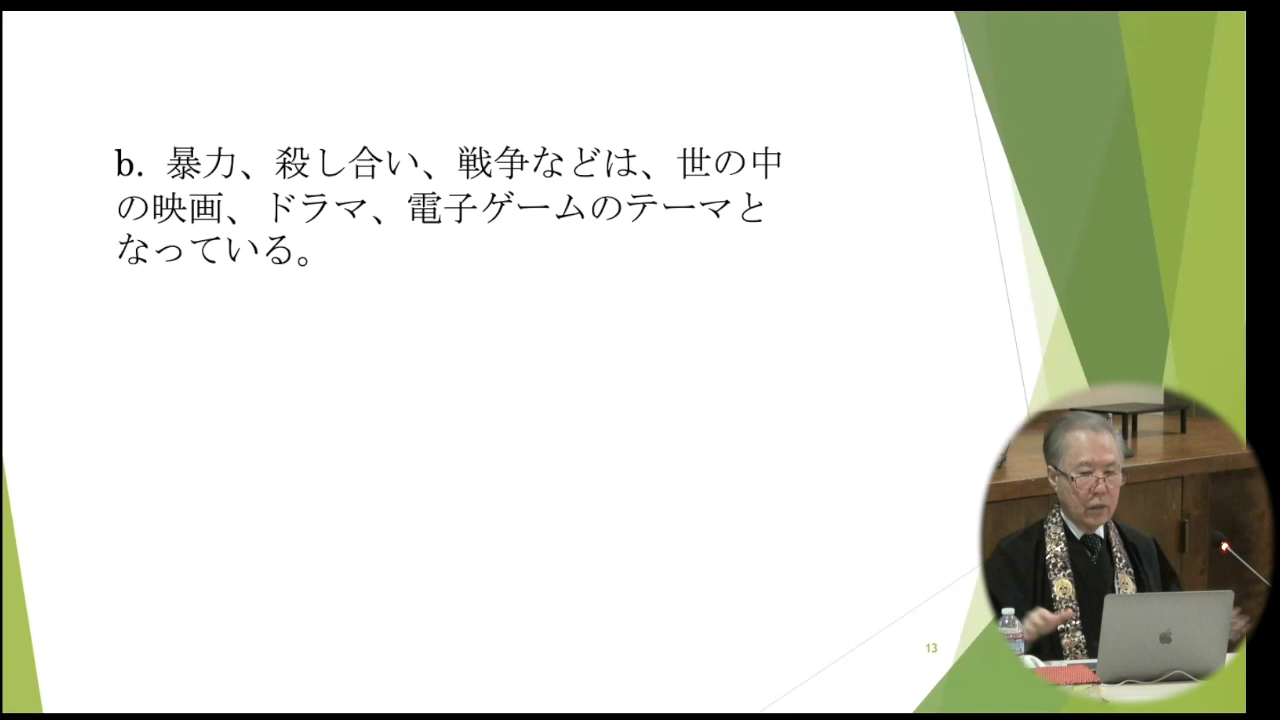 b. 暴力、殺し合い、戦争などは、世の中
の映画、ドラマ、電子ゲームのテーマと
なっている。
13